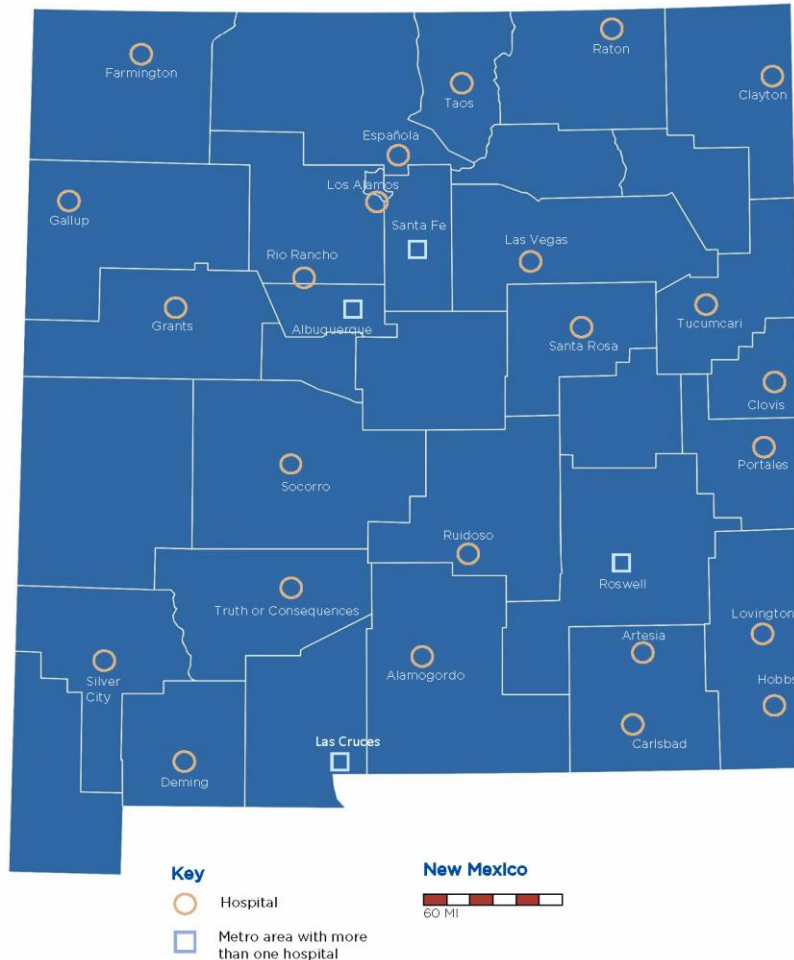 Raton
Farmington
Clayton
Taos
Española
Los Alamos
Gallup
Santa Fe
Las Vegas
Rio Rancho
Grants
Albuquerque
Tucumcari
Santa Rosa
Clovis
Portales
Socorro
Ruidoso
Roswell
Truth or Consequences
Lovington
Artesia
Alamogordo
Silver
City
Hobbs
Carlsbad
Las Cruces
Deming
Key
New Mexico
Hospital
60 MI
Metro area with more
than one hospital